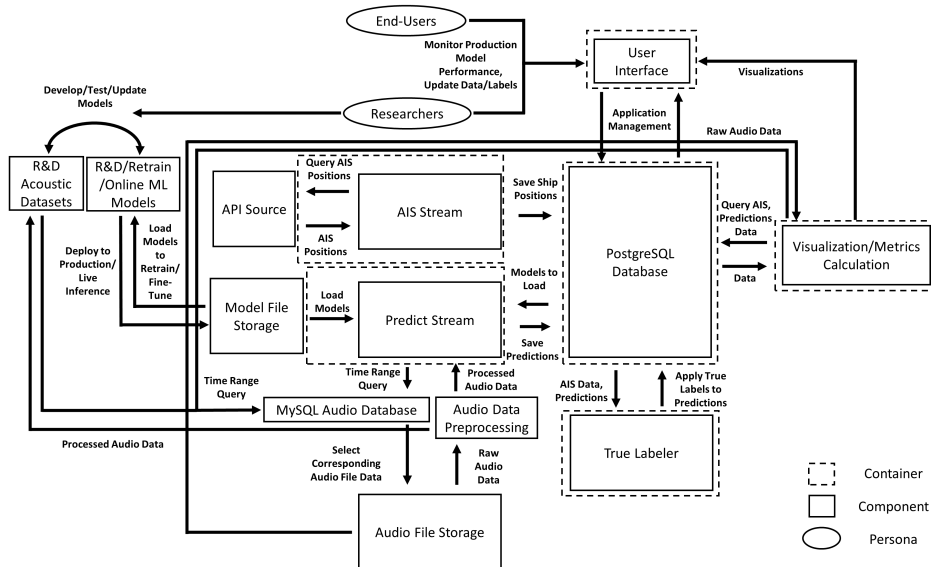 End-Users
Monitor Production
Model
Performance,
Update Data/Labels
User
Interface
Visualizations
Develop/Test/Update
Models
Researchers
Application
Management
Raw Audio Data
R&D
Acoustic
Datasets
R&D/Retrain
/Online ML
Models
Query AIS
Positions
API Source
AIS Stream
AIS
Positions
Save Ship
Positions
PostgreSQL
Database
Query AIS,
Predictions
Data
Visualization/Metrics
Calculation
Data
Deploy to
Production/
Live
Inference
Load
Models
to
Retrain/
Fine-
Tune
Model File
Storage
Load
Models
Predict Stream
Models to
Load
Save
Predictions
Time Range
Query
Time Range
Query
Processed
Audio Data
AIS Data,
Predictions
Apply True
Labels to
Predictions
MySQL Audio Database
Audio Data
Preprocessing
Processed Audio Data
Select
Corresponding
Audio File Data
Raw
Audio
Data
True Labeler
Audio File Storage
Container
Component
Persona